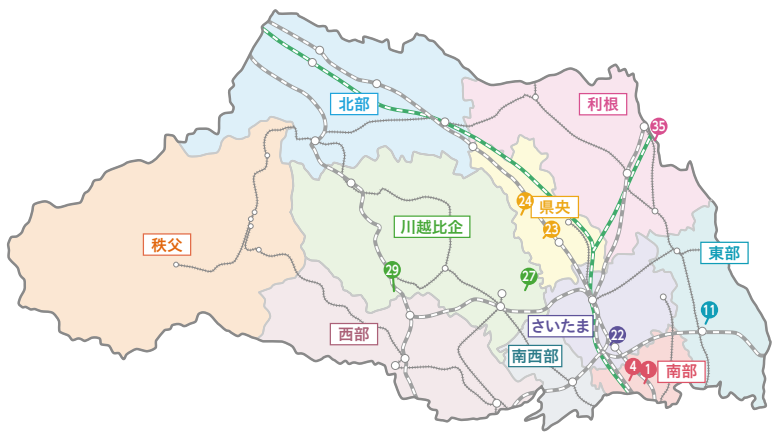 北部
利根
35
24
県央
23
川越比企
秩父
東部
29
27
11
さいたま
22
西部
南西部
4
1
南部